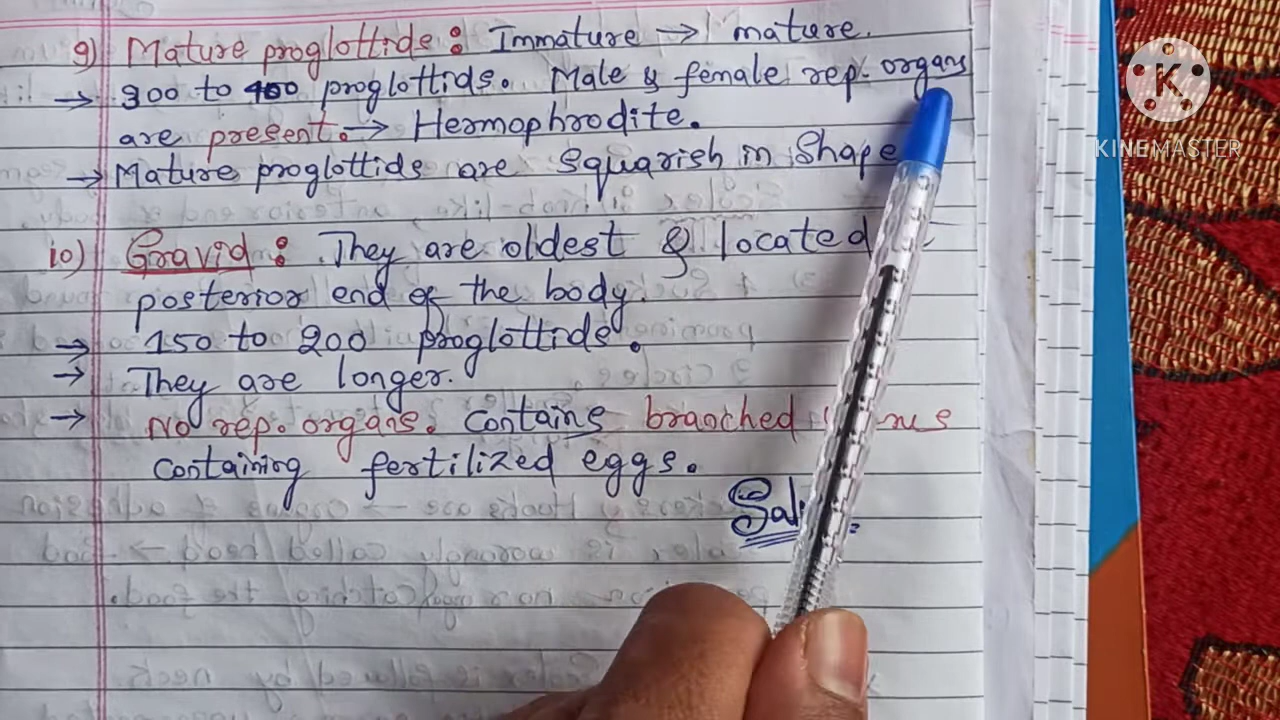 9) Mature proglottide : Immature → mature.
→ 300 to 400 proglottids. Male & female rep. organs
are present. → Hermophrodite.
→ Mature proglottids are Squarish in Shape
10) Gravid : They are oldest & located
posterior end of the body.
→ 150 to 200 proglottide.
→ They are longer.
→ No rep. organs. Contains branched
containing fertilized eggs.
KINEMASTER